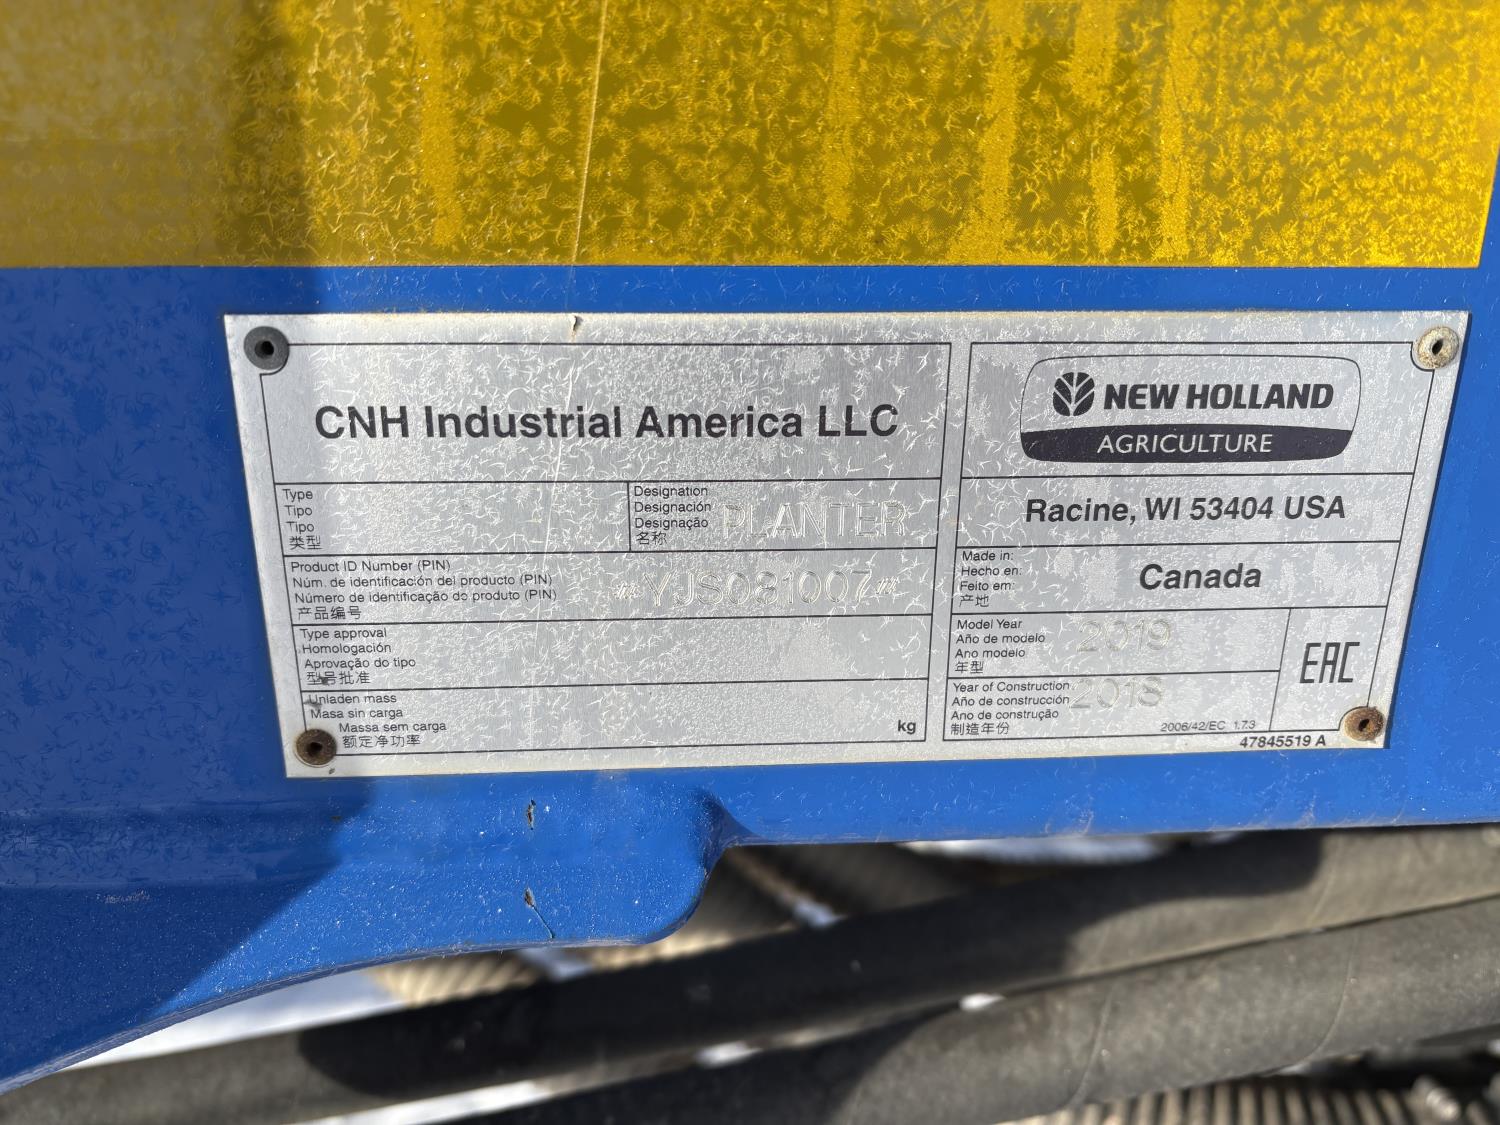 CNH Industrial America LLC
Type
Tipo
Tipo
类型
Designation
Designación
Designação
名称
PLANTER
Product ID Number (PIN)
Núm. de identificación del producto (PIN)
Número de identificação do produto (PIN)
产品编号
YJS031007
Type approval
Homologación
Aprovação do tipo
型号批准
Unladen mass
Masa sin carga
Massa sem carga
额定净功率
kg
NEW HOLLAND
AGRICULTURE
Racine, WI 53404 USA
Made in:
Hecho en:
Feito em:
产地
Canada
Model Year
Año de modelo
Ano modelo
年型
2019
Year of Construction
Año de construcción
Ano de construção
制造年份
2018
EAC
2006/42/EC 1.7.3
47845519 A